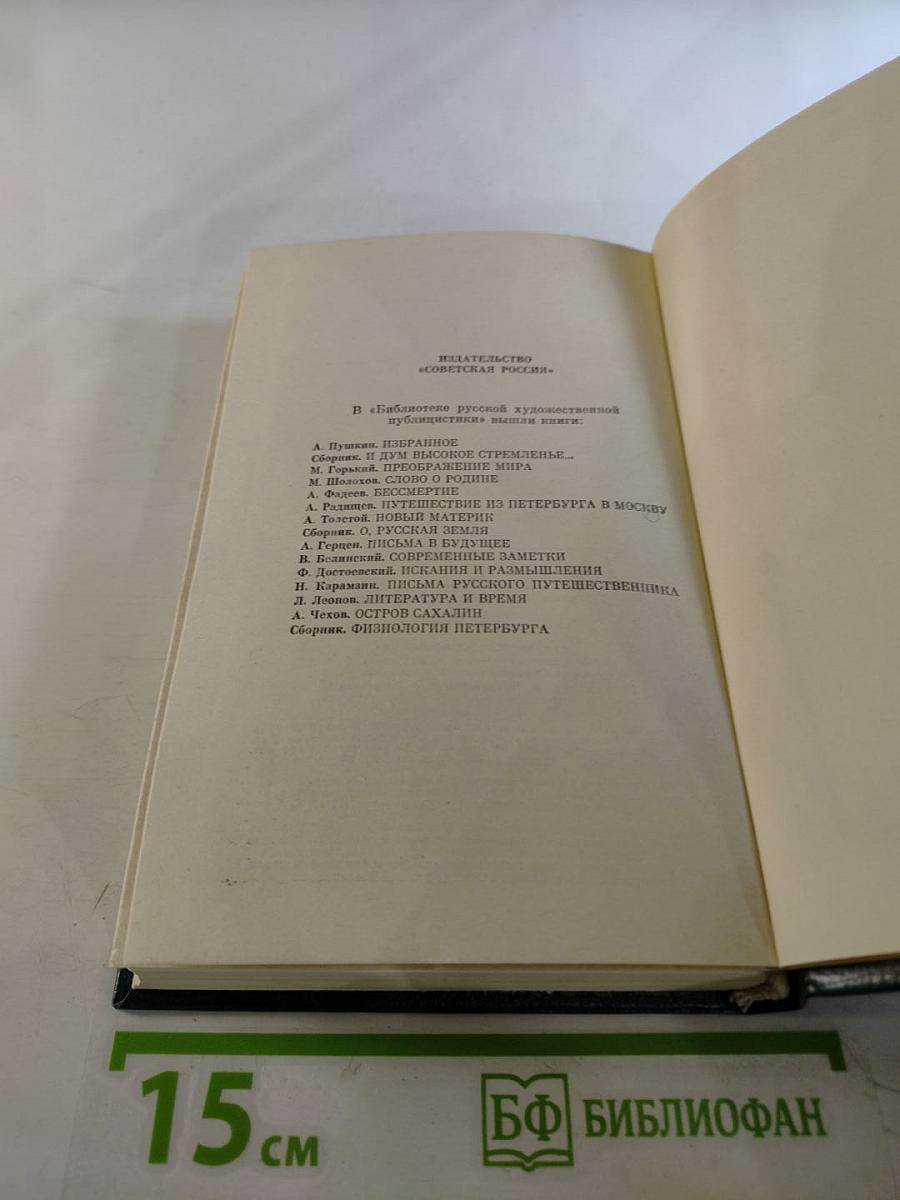 ИЗДАТЕЛЬСТВО
«СОВЕТСКАЯ РОССИЯ»
В «Библиотеке русской художественной
публицистики» вышли книги:
А. Пушкин. ИЗБРАННОЕ
Сборник. И ДУМ ВЫСОКОЕ СТРЕМЛЕНЬЕ...
М. Горький. ПРЕОБРАЖЕНИЕ МИРА
М. Шолохов. СЛОВО О РОДИНЕ
А. Фадеев. БЕССМЕРТИЕ
А. Радищев. ПУТЕШЕСТВИЕ ИЗ ПЕТЕРБУРГА В МОСКВУ
А. Толстой. НОВЫЙ МАТЕРИК
Сборник. О, РУССКАЯ ЗЕМЛЯ
А. Герцен. ПИСЬМА В БУДУЩЕЕ
В. Белинский. СОВРЕМЕННЫЕ ЗАМЕТКИ
Ф. Достоевский. ИСКАНИЯ И РАЗМЫШЛЕНИЯ
Н. Карамзин. ПИСЬМА РУССКОГО ПУТЕШЕСТВЕННИКА
Л. Леонов. ЛИТЕРАТУРА И ВРЕМЯ
А. Чехов. ОСТРОВ САХАЛИН
Сборник. ФИЗИОЛОГИЯ ПЕТЕРБУРГА
15 см
БФ БИБЛИОФАН